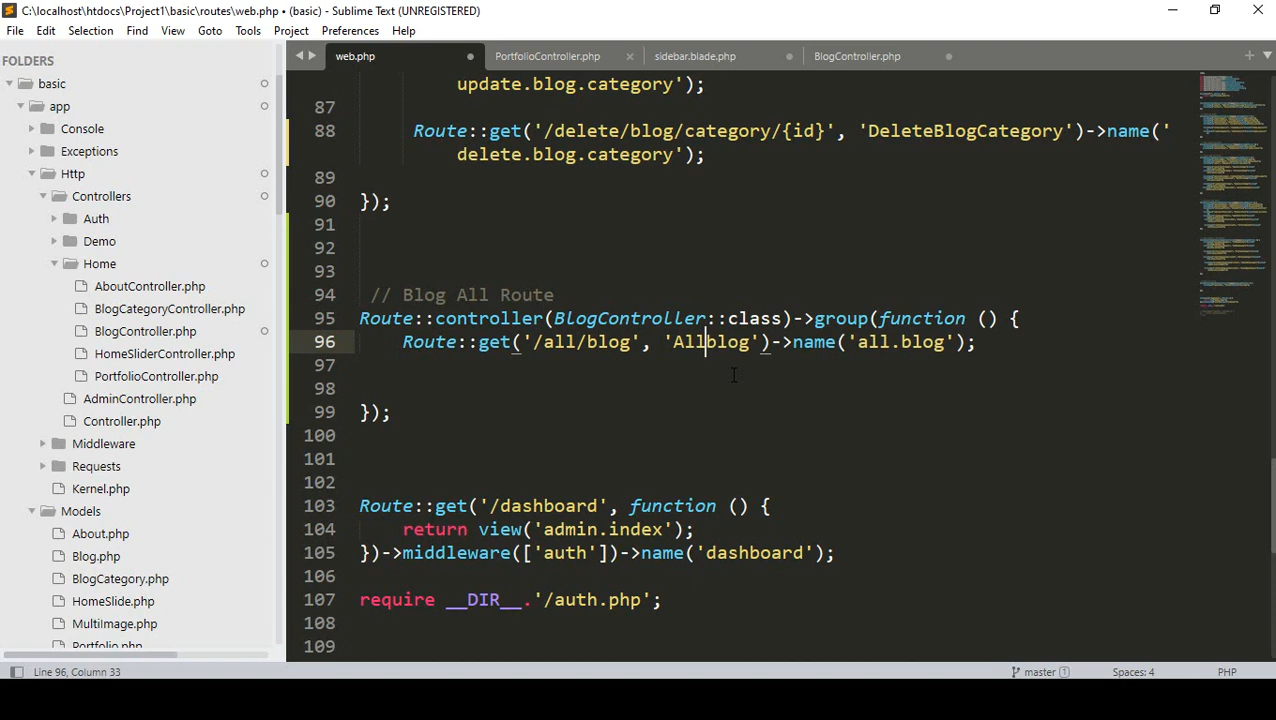 C:\localhost\htdocs\Project1\basic\routes\web.php • (basic) - Sublime Text (UNREGISTERED)
File Edit Selection Find View Goto Tools Project Preferences Help
FOLDERS
basic
app
Console
Exceptions
Http
Controllers
Auth
Demo
Home
AboutController.php
BlogCategoryController.php
BlogController.php
HomeSliderController.php
PortfolioController.php
AdminController.php
Controller.php
Middleware
Requests
Kernel.php
Models
About.php
Blog.php
BlogCategory.php
HomeSlide.php
MultiImage.php
Portfolio.php
web.php PortfolioController.php sidebar.blade.php BlogController.php
update.blog.category');
87
88 Route::get('/delete/blog/category/{id}', 'DeleteBlogCategory')->name('
delete.blog.category');
89
90 });
91
92
93
94 // Blog All Route
95 Route::controller(BlogController::class)->group(function () {
96 Route::get('/all/blog', 'Allblog')->name('all.blog');
97
98
99 });
100
101
102
103 Route::get('/dashboard', function () {
104 return view('admin.index');
105 })->middleware(['auth'])->name('dashboard');
106
107 require __DIR__.'/auth.php';
108
109
Line 96, Column 33 master 1 Spaces: 4 PHP